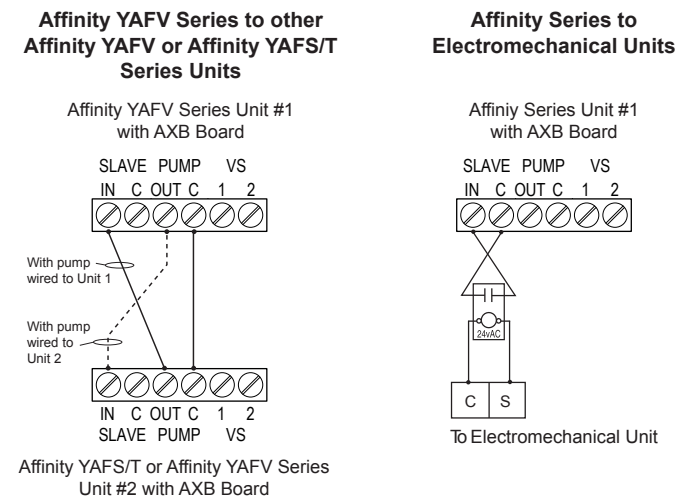 Affinity YAFV Series to other
Affinity YAFV or Affinity YAFS/T
Series Units
Affinity YAFV Series Unit #1
with AXB Board
SLAVE PUMP VS
IN C OUT C 1 2
With pump
wired to Unit 1
With pump
wired to
Unit 2
IN C OUT C 1 2
SLAVE PUMP VS
Affinity YAFS/T or Affinity YAFV Series
Unit #2 with AXB Board
Affinity Series to
Electromechanical Units
Affiniy Series Unit #1
with AXB Board
SLAVE PUMP VS
IN C OUT C 1 2
24vAC
C S
To Electromechanical Unit